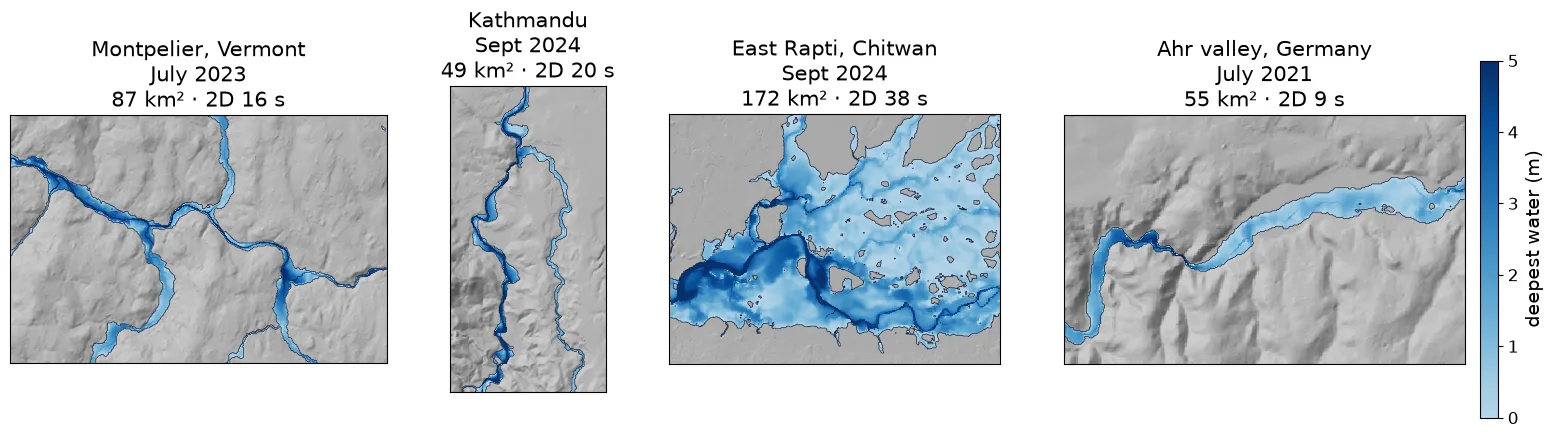 Montpelier, Vermont
July 2023
87 km² · 2D 16 s
Kathmandu
Sept 2024
49 km² · 2D 20 s
East Rapti, Chitwan
Sept 2024
172 km² · 2D 38 s
Ahr valley, Germany
July 2021
55 km² · 2D 9 s
5
4
3
2
1
0
deepest water (m)